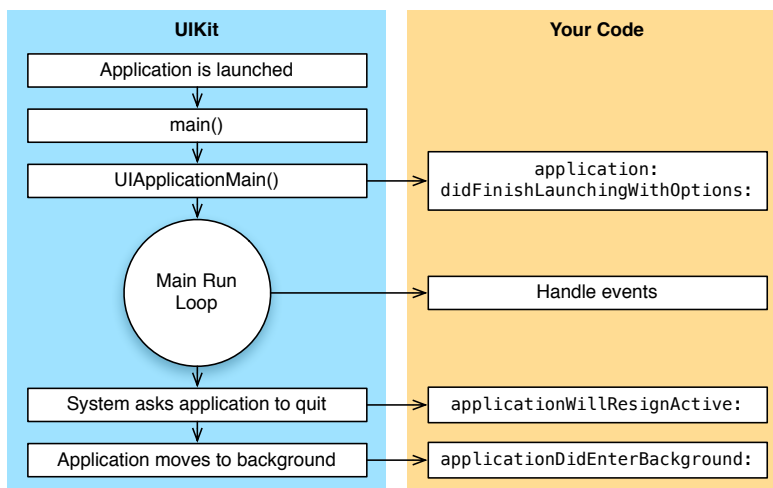 UIKit
Your Code
Application is launched
main()
UIApplicationMain()
application:
didFinishLaunchingWithOptions:
Main Run
Loop
Handle events
System asks application to quit
applicationWillResignActive:
Application moves to background
applicationDidEnterBackground: